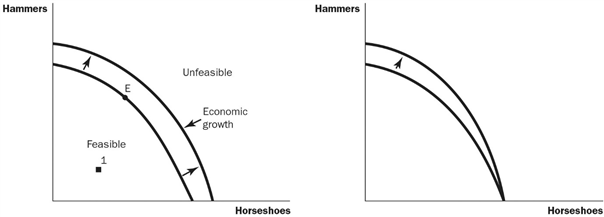 Hammers
Unfeasible
E
Economic
growth
Feasible
1
Horseshoes
Hammers
Horseshoes